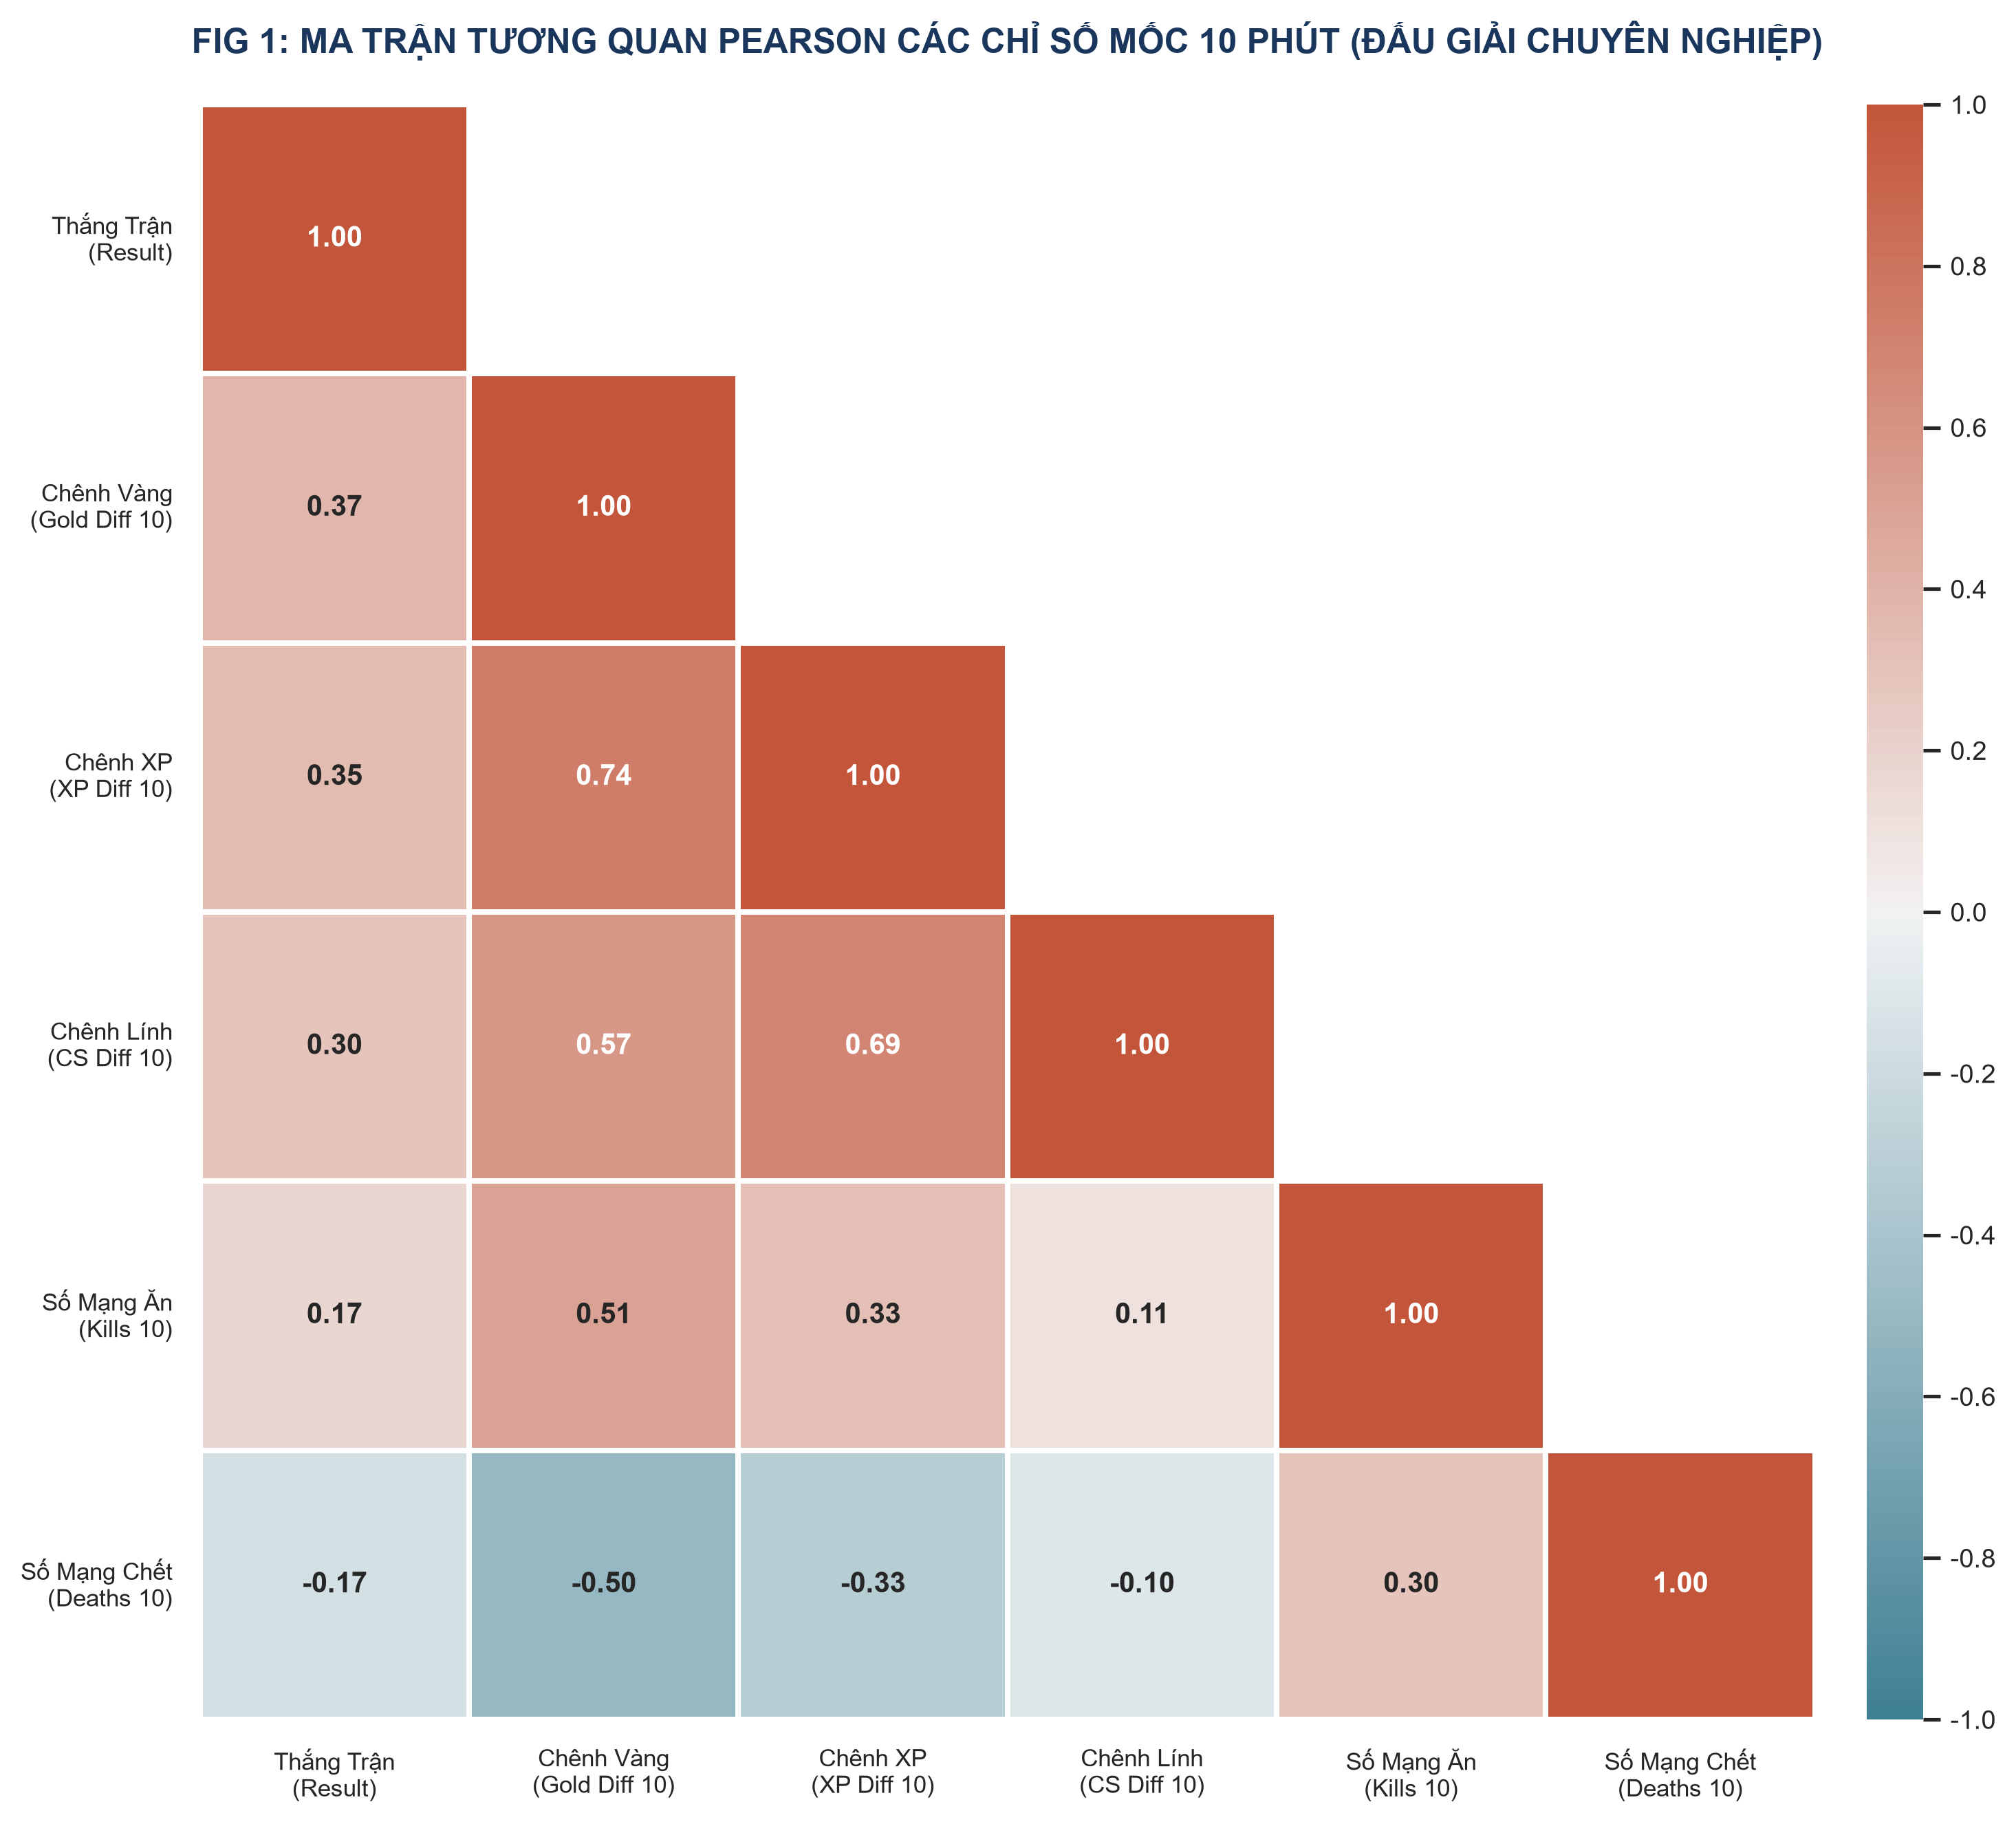 FIG 1: MA TRẬN TƯƠNG QUAN PEARSON CÁC CHỈ SỐ MỐC 10 PHÚT (ĐẤU GIẢI CHUYÊN NGHIỆP)
Thắng Trận
(Result)
1.00
Chênh Vàng
(Gold Diff 10)
0.37 1.00
Chênh XP
(XP Diff 10)
0.35 0.74 1.00
Chênh Lính
(CS Diff 10)
0.30 0.57 0.69 1.00
Số Mạng Ăn
(Kills 10)
0.17 0.51 0.33 0.11 1.00
Số Mạng Chết
(Deaths 10)
-0.17 -0.50 -0.33 -0.10 0.30 1.00
Thắng Trận
(Result)
Chênh Vàng
(Gold Diff 10)
Chênh XP
(XP Diff 10)
Chênh Lính
(CS Diff 10)
Số Mạng Ăn
(Kills 10)
Số Mạng Chết
(Deaths 10)
1.0
0.8
0.6
0.4
0.2
0.0
-0.2
-0.4
-0.6
-0.8
-1.0